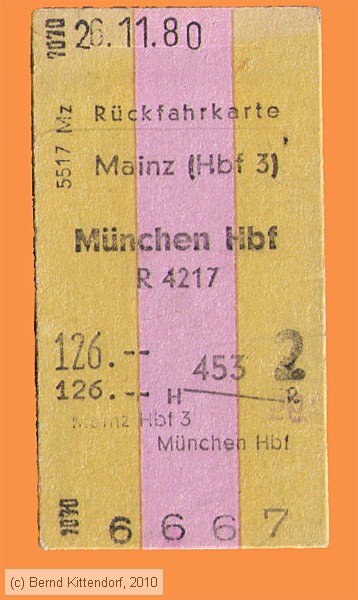 7070 26.11.80
5517 Mz
Rückfahrkarte
Mainz (Hbf 3)
München Hbf
R 4217
126.-- 453 2
126.-- H R
Mainz Hbf 3
München Hbf
7070 6 6 6 7
(c) Bernd Kittendorf, 2010